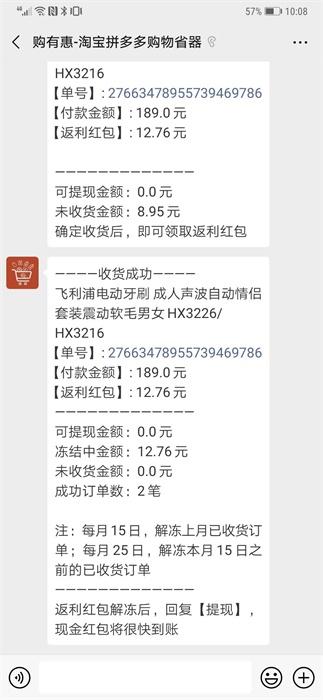 57% 10:08
购有惠-淘宝拼多多购物省器
HX3216
【单号】: 27663478955739469786
【付款金额】: 189.0 元
【返利红包】: 12.76 元
—————————————
可提现金额：0.0 元
未收货金额：8.95 元
确定收货后，即可领取返利红包
————收货成功————
飞利浦电动牙刷 成人声波自动情侣
套装震动软毛男女 HX3226/
HX3216
【单号】: 27663478955739469786
【付款金额】: 189.0 元
【返利红包】: 12.76 元
—————————————
可提现金额：0.0 元
冻结中金额：12.76 元
未收货金额：0.0 元
成功订单数：2 笔
注：每月 15 日，解冻上月已收货订
单；每月 25 日，解冻本月 15 日之
前的已收货订单
—————————————
返利红包解冻后，回复【提现】，
现金红包将很快到账